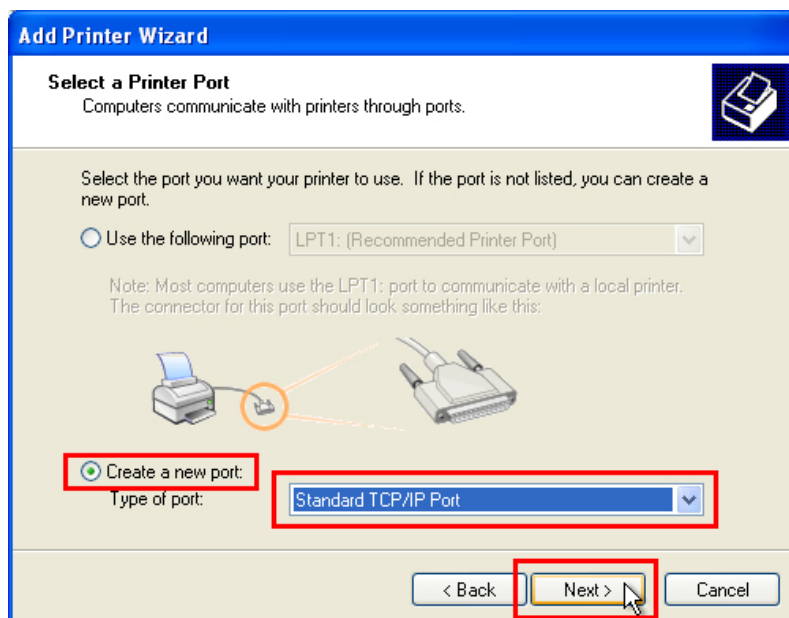 Add Printer Wizard
Select a Printer Port
Computers communicate with printers through ports.
Select the port you want your printer to use. If the port is not listed, you can create a
new port.
Use the following port: LPT1: (Recommended Printer Port)
Note: Most computers use the LPT1: port to communicate with a local printer.
The connector for this port should look something like this:
Create a new port:
Type of port: Standard TCP/IP Port
< Back Next > Cancel